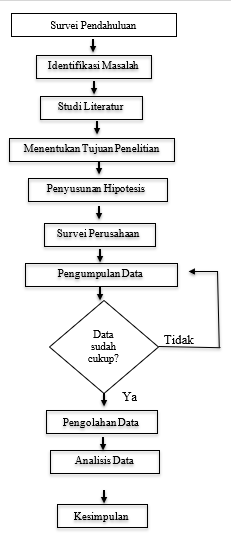 Survei Pendahuluan
Identifikasi Masalah
Studi Literatur
Menentukan Tujuan Penelitian
Penyusunan Hipotesis
Survei Perusahaan
Pengumpulan Data
Data
sudah
cukup?
Tidak
Ya
Pengolahan Data
Analisis Data
Kesimpulan